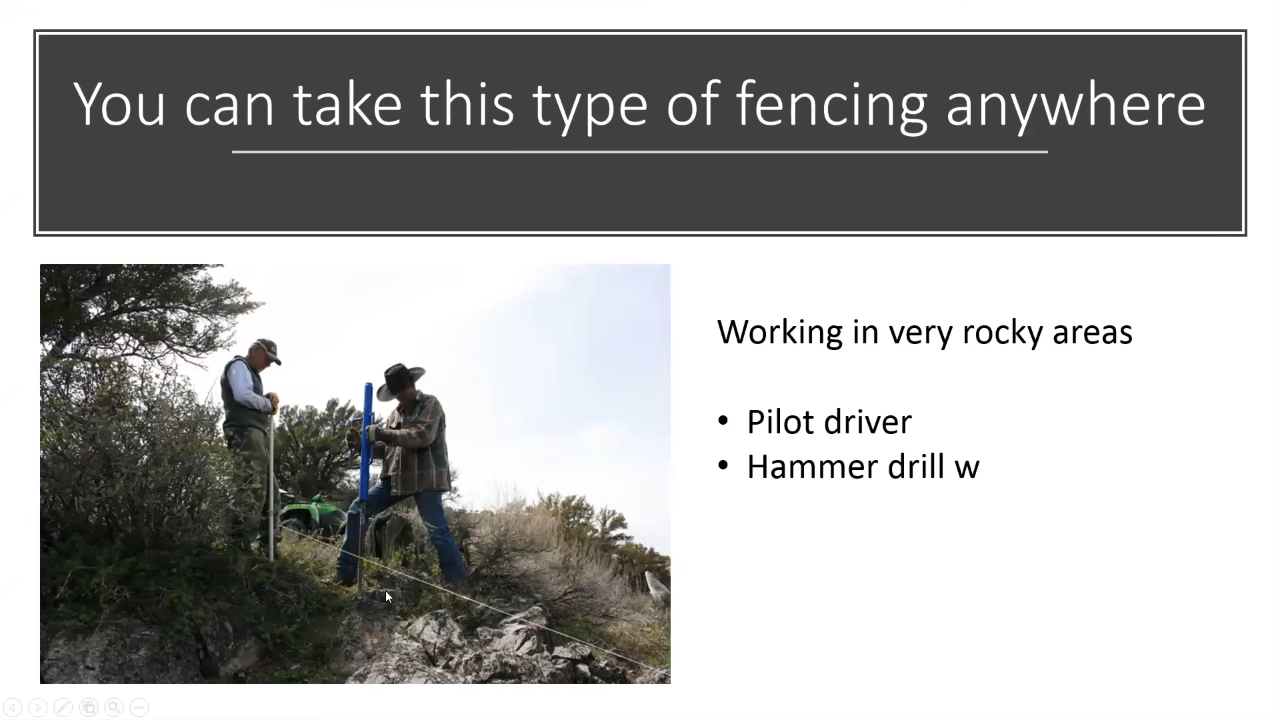 You can take this type of fencing anywhere
Working in very rocky areas
• Pilot driver
• Hammer drill w